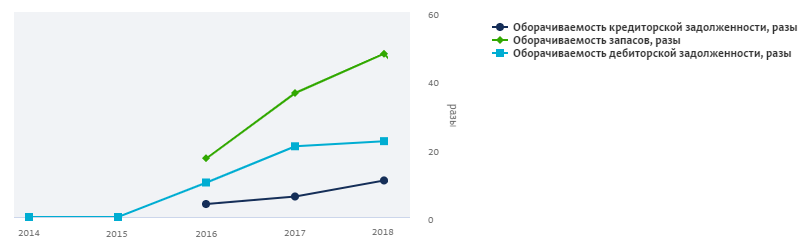 60
40
20
0
разы
2014
2015
2016
2017
2018
Оборачиваемость кредиторской задолженности, разы
Оборачиваемость запасов, разы
Оборачиваемость дебиторской задолженности, разы